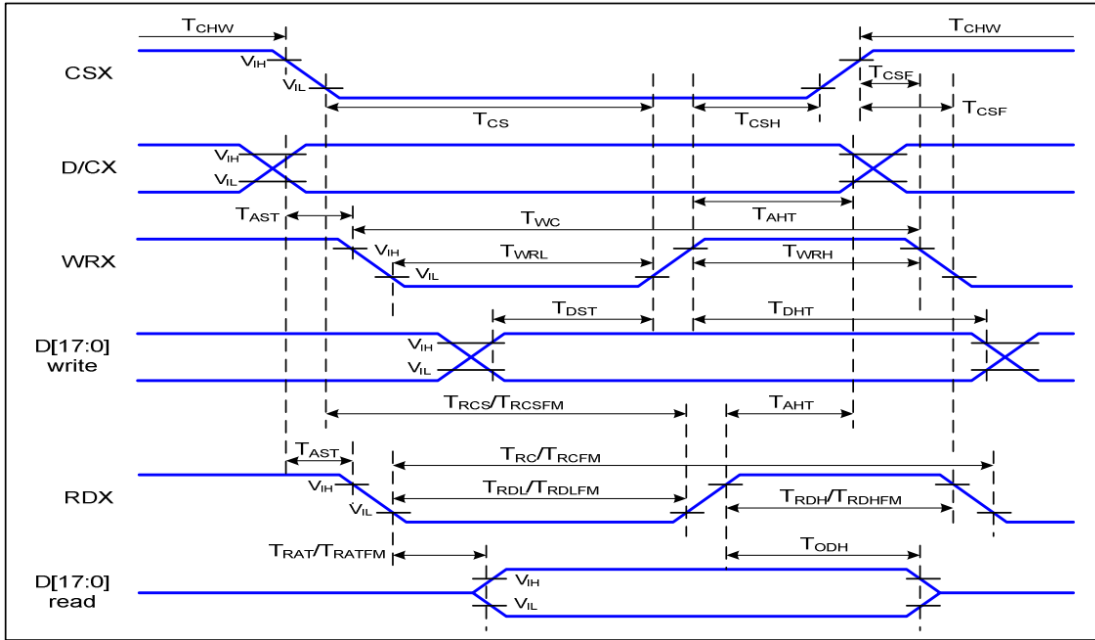 TCHW TCHW
CSX VIH TCSF
VIL TCSF
TCS TCSH
D/CX VIH
VIL
TAST TWC TAHT
WRX VIH TWRL TWRH
VIL
TDST TDHT
D[17:0] VIH
write VIL
TRCS/TRCSFM TAHT
TAST TRC/TRCFM
RDX VIH TRDL/TRDLFM TRDH/TRDHFM
VIL
TRAT/TRATFM TODH
D[17:0] VIH VIH
read VIL